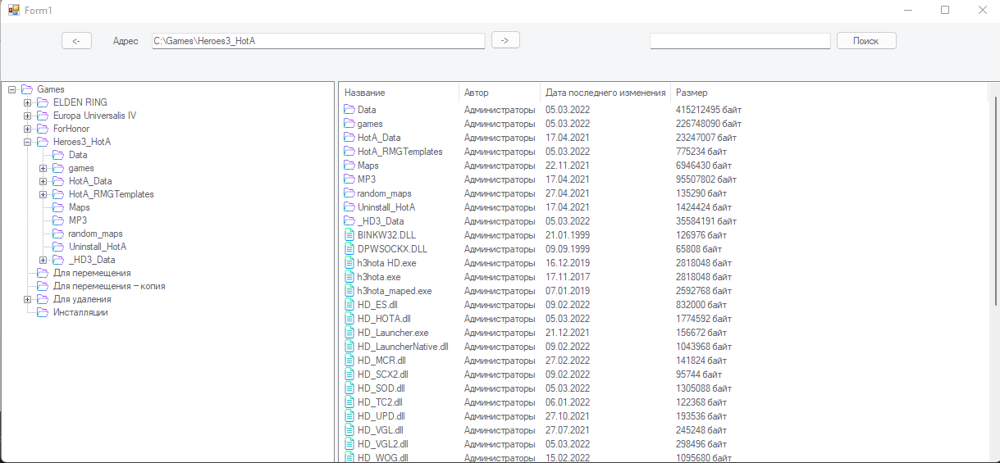 Form1
<- Адрес C:\Games\Heroes3_HotA -> Поиск
Games
ELDEN RING
Europa Universalis IV
ForHonor
Heroes3_HotA
Data
games
HotA_Data
HotA_RMGTemplates
Maps
MP3
random_maps
Uninstall_HotA
_HD3_Data
Для перемещения
Для перемещения – копия
Для удаления
Инсталляции
Название Автор Дата последнего изменения Размер
Data Администраторы 05.03.2022 415212495 байт
games Администраторы 05.03.2022 226748090 байт
HotA_Data Администраторы 17.04.2021 23247007 байт
HotA_RMGTemplates Администраторы 05.03.2022 775234 байт
Maps Администраторы 22.11.2021 6946430 байт
MP3 Администраторы 17.04.2021 95507802 байт
random_maps Администраторы 27.04.2021 135290 байт
Uninstall_HotA Администраторы 17.04.2021 1424424 байт
_HD3_Data Администраторы 05.03.2022 35584191 байт
BINKW32.DLL Администраторы 21.01.1999 126976 байт
DPWSOCKX.DLL Администраторы 09.09.1999 65808 байт
h3hota HD.exe Администраторы 16.12.2019 2818048 байт
h3hota.exe Администраторы 17.11.2017 2818048 байт
h3hota_maped.exe Администраторы 07.01.2019 2592768 байт
HD_ES.dll Администраторы 09.02.2022 832000 байт
HD_HOTA.dll Администраторы 05.03.2022 1774592 байт
HD_Launcher.exe Администраторы 21.12.2021 156672 байт
HD_LauncherNative.dll Администраторы 09.02.2022 1043968 байт
HD_MCR.dll Администраторы 27.02.2022 141824 байт
HD_SCX2.dll Администраторы 09.02.2022 95744 байт
HD_SOD.dll Администраторы 05.03.2022 1305088 байт
HD_TC2.dll Администраторы 06.01.2022 122368 байт
HD_UPD.dll Администраторы 27.10.2021 193536 байт
HD_VGL.dll Администраторы 27.07.2021 245248 байт
HD_VGL2.dll Администраторы 05.03.2022 298496 байт
HD_WOG.dll Администраторы 15.02.2022 1095680 байт